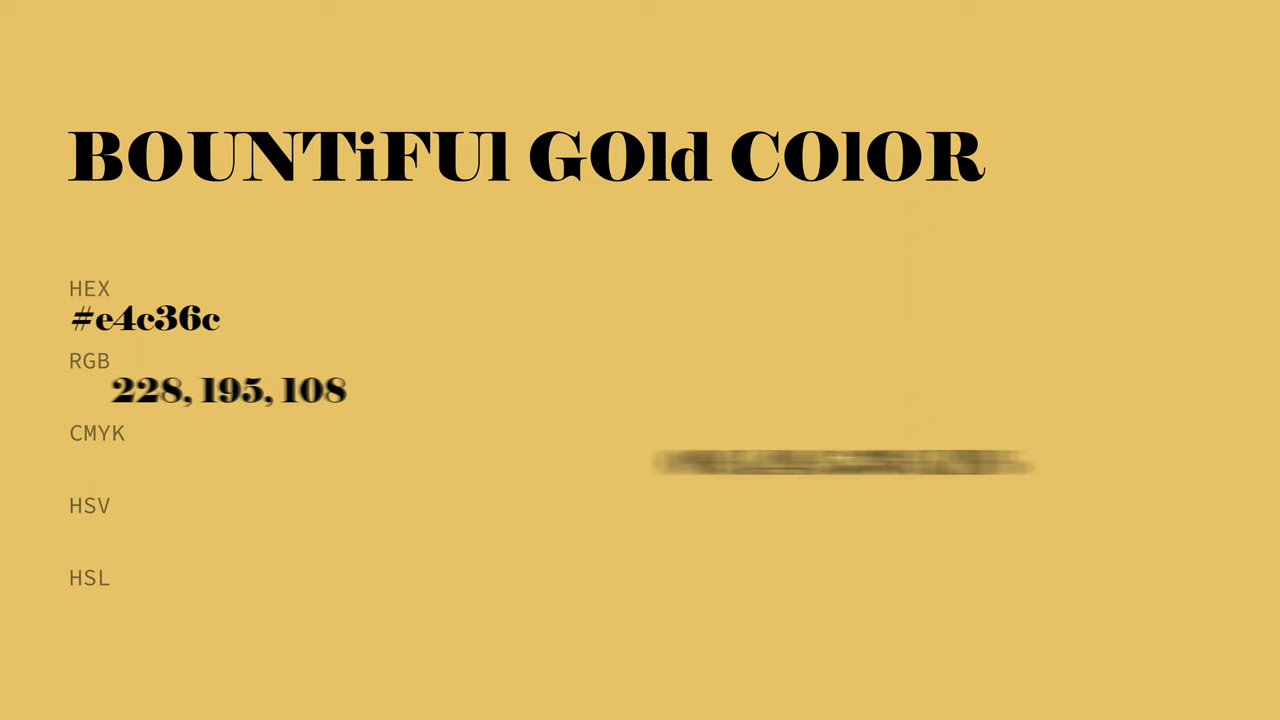 BOUNTiFUl GOld COlOR
HEX
#e4c36c
RGB
228, 195, 108
CMYK
HSV
HSL